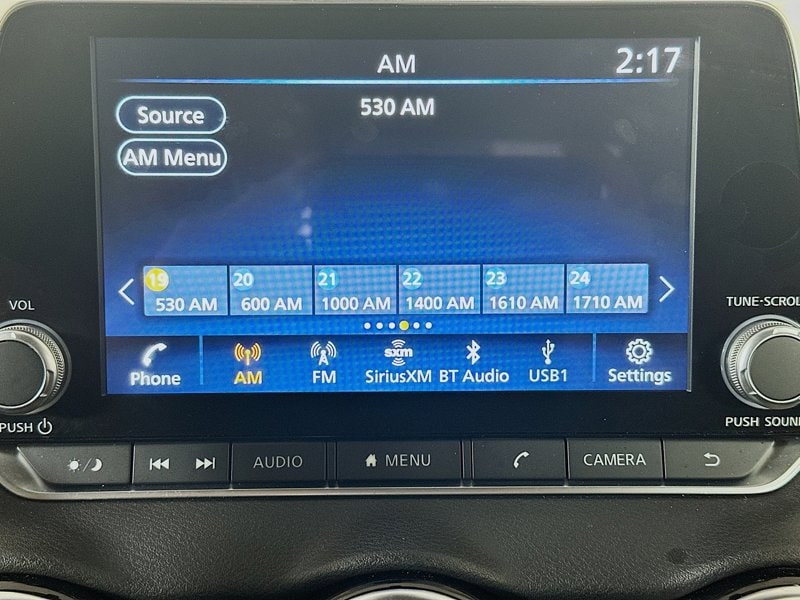 AM
2:17
Source
530 AM
AM Menu
19 20 21 22 23 24
530 AM 600 AM 1000 AM 1400 AM 1610 AM 1710 AM
VOL
TUNE-SCROL
sxm
Phone AM FM SiriusXM BT Audio USB1 Settings
PUSH
PUSH SOUN
AUDIO MENU CAMERA